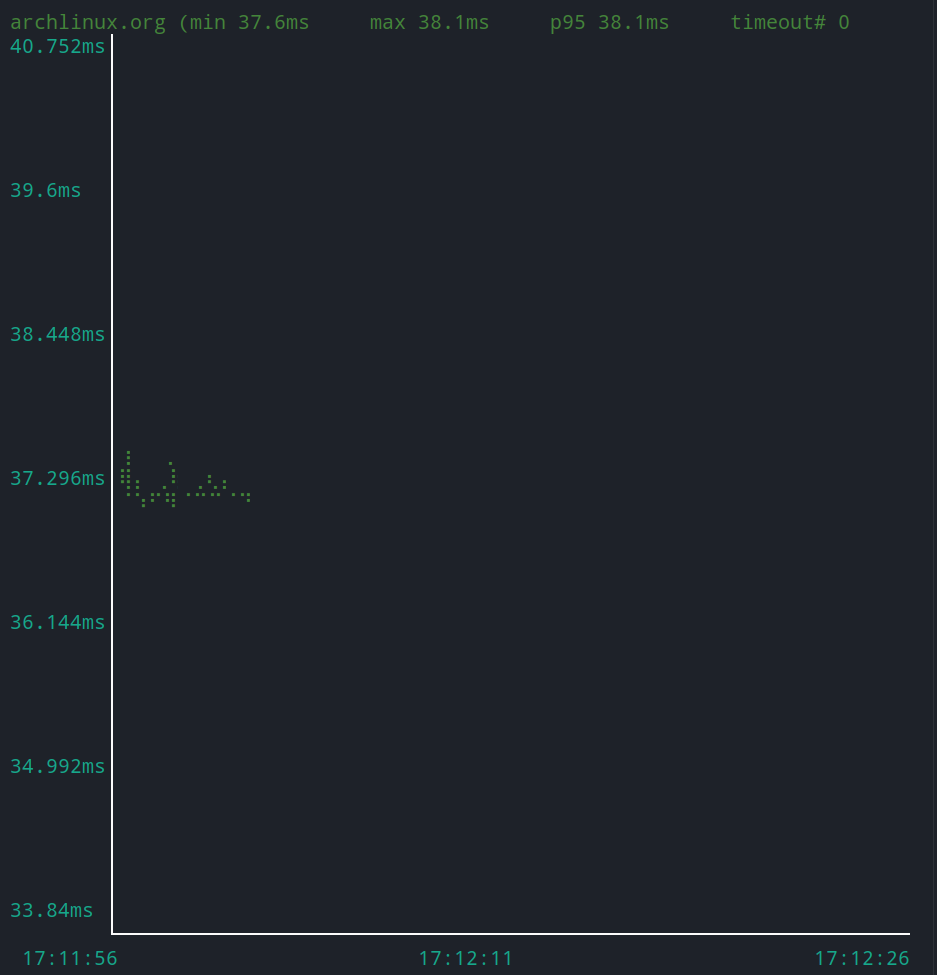 archlinux.org (min 37.6ms max 38.1ms p95 38.1ms timeout# 0
40.752ms
39.6ms
38.448ms
37.296ms
36.144ms
34.992ms
33.84ms
17:11:56 17:12:11 17:12:26